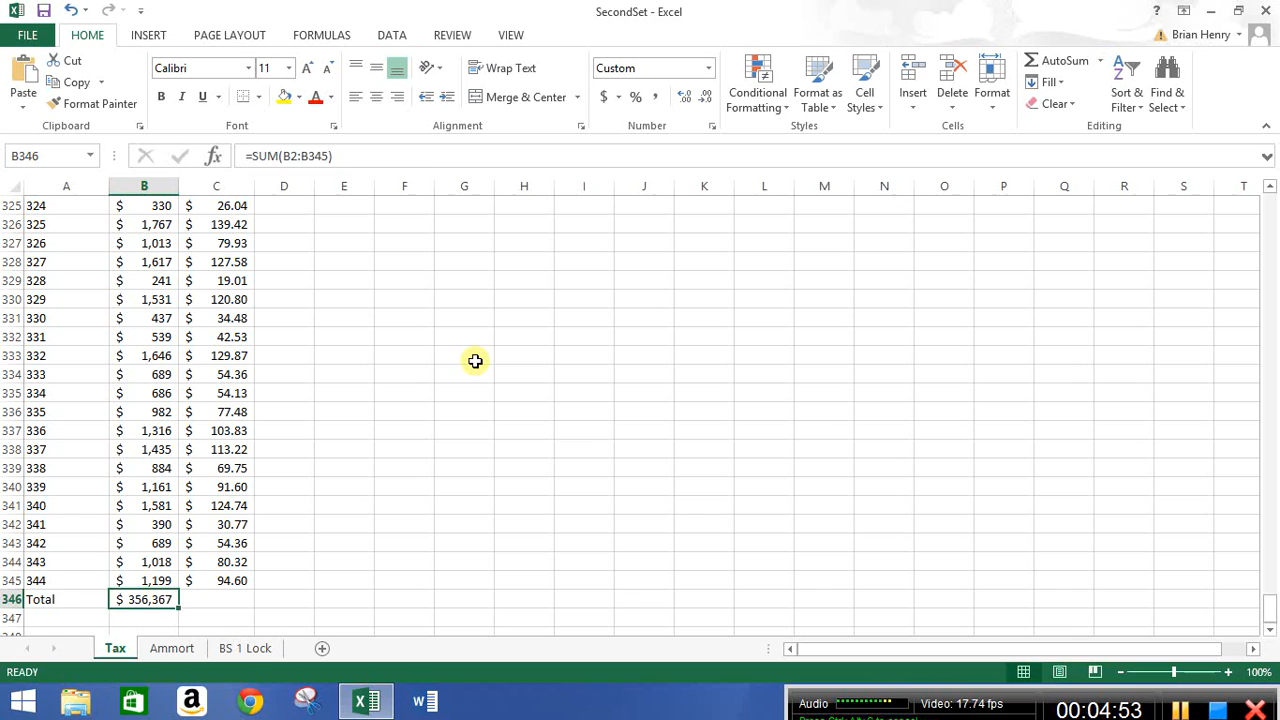 SecondSet - Excel
?
FILE HOME INSERT PAGE LAYOUT FORMULAS DATA REVIEW VIEW Brian Henry
Paste
Cut
Copy
Format Painter
Clipboard
Calibri 11 A A
B I U A
Font
Wrap Text
Merge & Center
Alignment
Custom
$ % , .00 .0
Number
Conditional Formatting
Format as Table
Cell Styles
Styles
Insert Delete Format
Cells
AutoSum
Fill
Clear
Sort & Filter
Find & Select
Editing
B346 fx =SUM(B2:B345)
A B C D E F G H I J K L M N O P Q R S T
325 324 $ 330 $ 26.04
326 325 $ 1,767 $ 139.42
327 326 $ 1,013 $ 79.93
328 327 $ 1,617 $ 127.58
329 328 $ 241 $ 19.01
330 329 $ 1,531 $ 120.80
331 330 $ 437 $ 34.48
332 331 $ 539 $ 42.53
333 332 $ 1,646 $ 129.87
334 333 $ 689 $ 54.36
335 334 $ 686 $ 54.13
336 335 $ 982 $ 77.48
337 336 $ 1,316 $ 103.83
338 337 $ 1,435 $ 113.22
339 338 $ 884 $ 69.75
340 339 $ 1,161 $ 91.60
341 340 $ 1,581 $ 124.74
342 341 $ 390 $ 30.77
343 342 $ 689 $ 54.36
344 343 $ 1,018 $ 80.32
345 344 $ 1,199 $ 94.60
346 Total $ 356,367
347
Tax Ammort BS 1 Lock
READY 100%
Audio Video: 17.74 fps 00:04:53